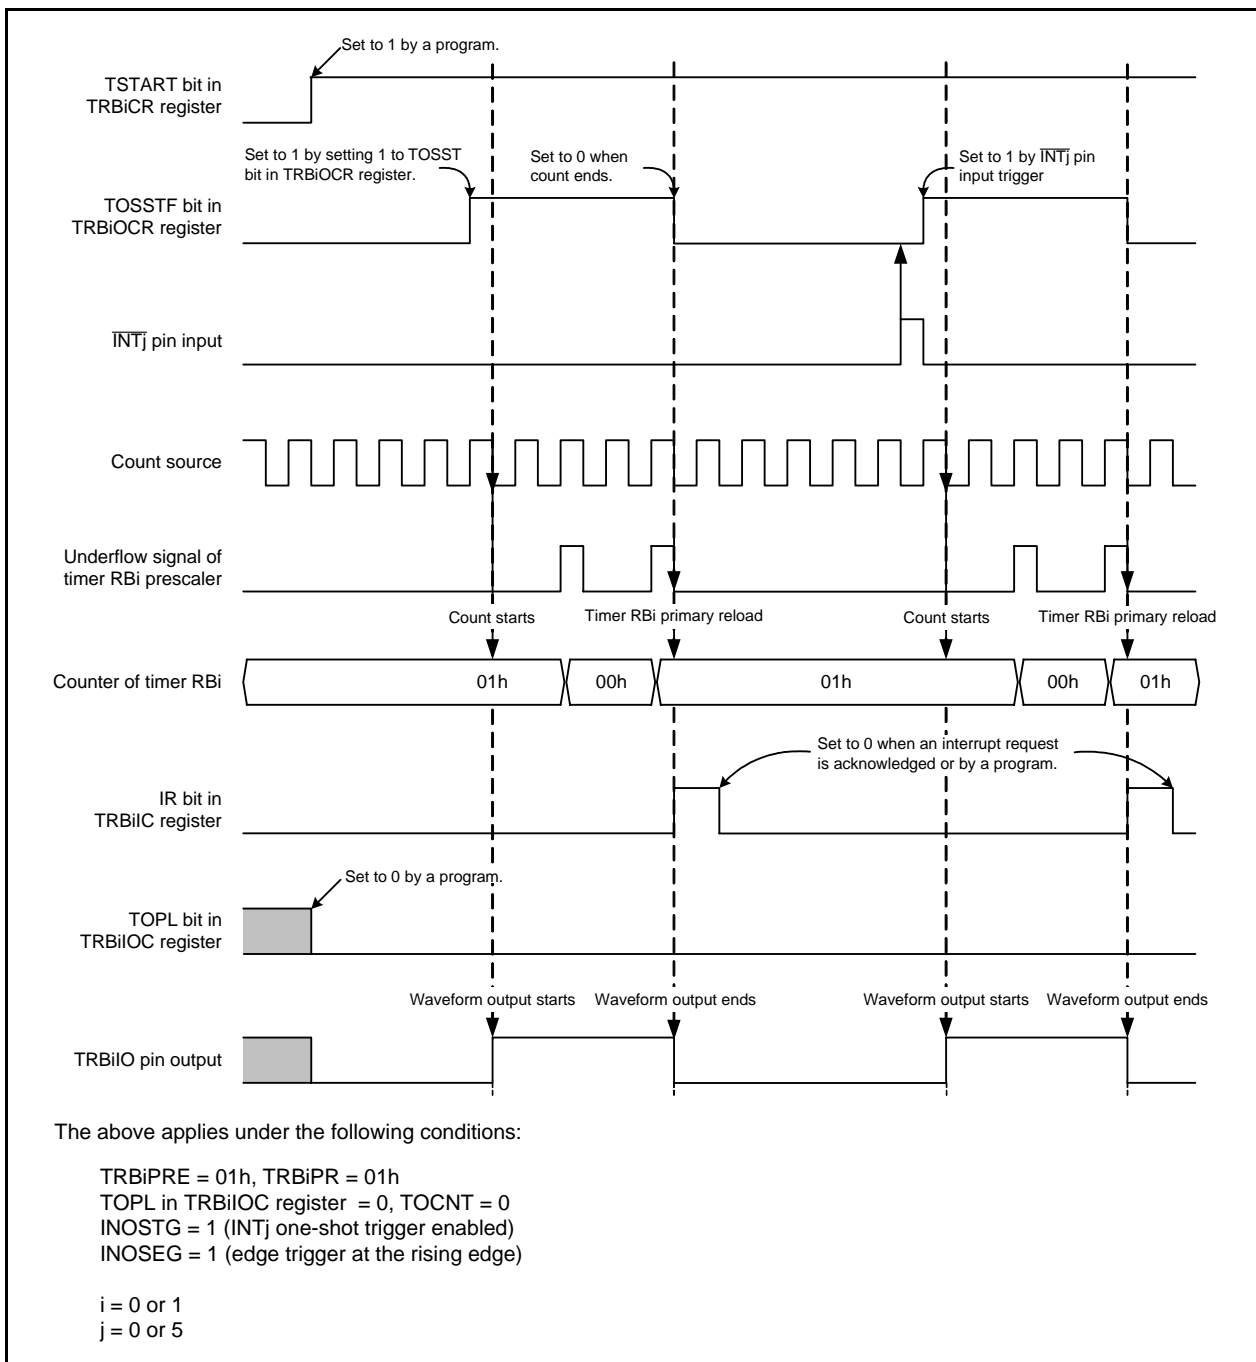 Set to 1 by a program.
TSTART bit in
TRBiCR register
Set to 1 by setting 1 to TOSST
bit in TRBiOCR register.
Set to 0 when
count ends.
Set to 1 by INTj pin
input trigger
TOSSTF bit in
TRBiOCR register
INTj pin input
Count source
Underflow signal of
timer RBi prescaler
Count starts
Timer RBi primary reload
Count starts
Timer RBi primary reload
Counter of timer RBi
01h
00h
01h
00h
01h
Set to 0 when an interrupt request
is acknowledged or by a program.
IR bit in
TRBiIC register
Set to 0 by a program.
TOPL bit in
TRBiIOC register
Waveform output starts
Waveform output ends
Waveform output starts
Waveform output ends
TRBiIO pin output
The above applies under the following conditions:
TRBiPRE = 01h, TRBiPR = 01h
TOPL in TRBiIOC register = 0, TOCNT = 0
INOSTG = 1 (INTj one-shot trigger enabled)
INOSEG = 1 (edge trigger at the rising edge)
i = 0 or 1
j = 0 or 5